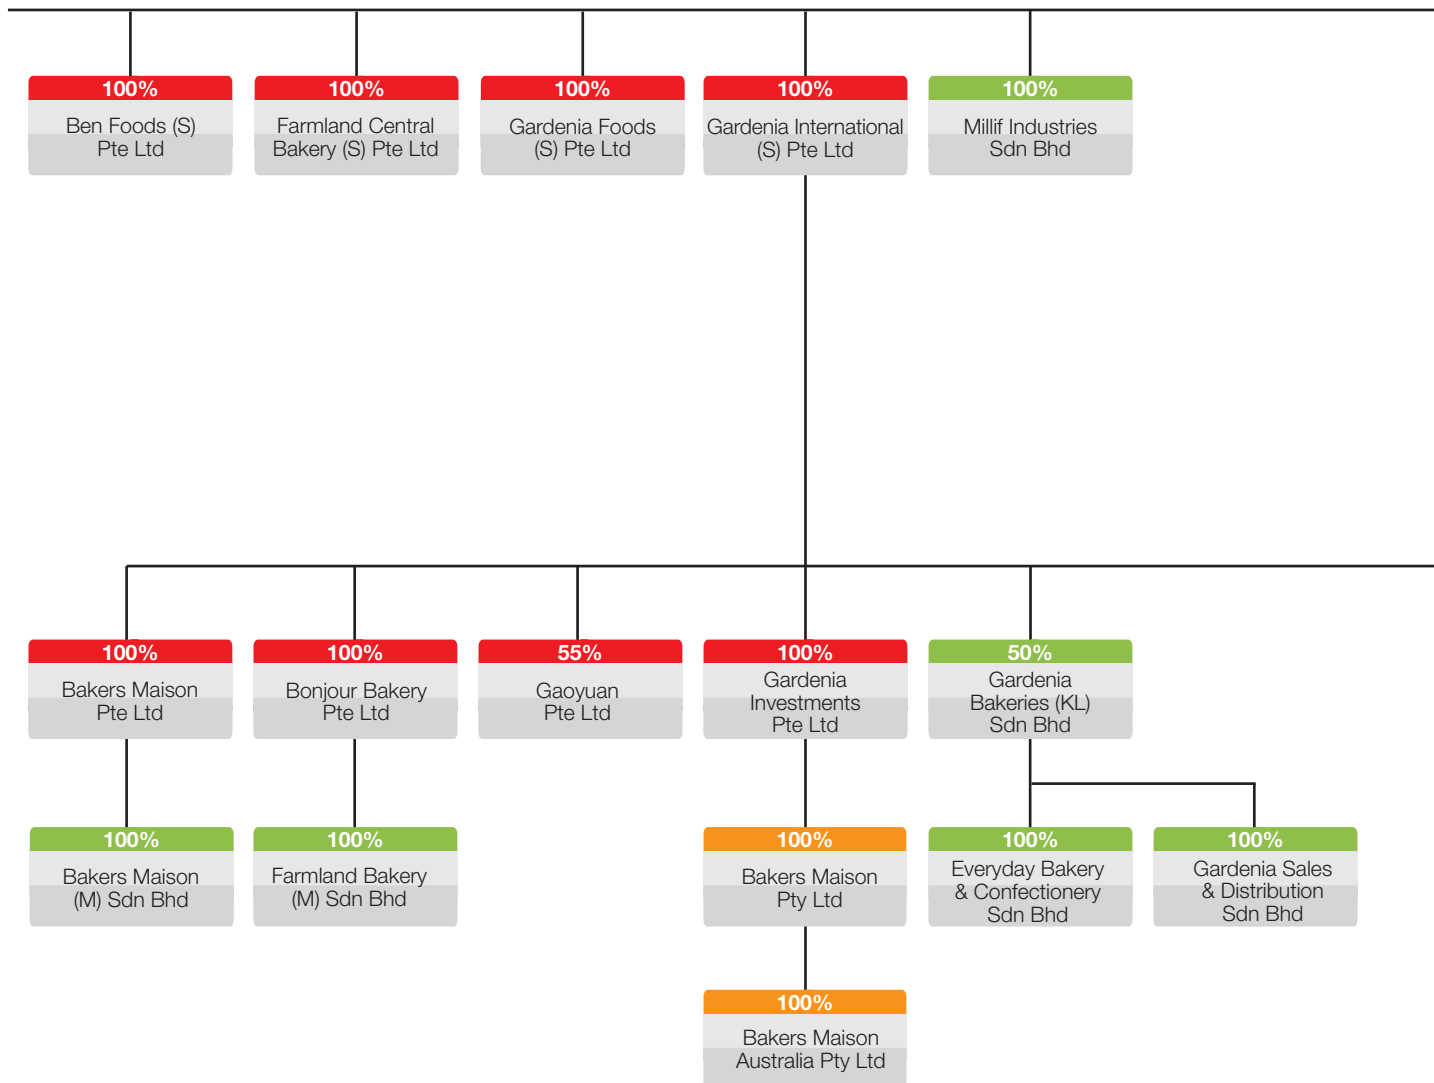 100%
Ben Foods (S)
Pte Ltd
100%
Farmland Central
Bakery (S) Pte Ltd
100%
Gardenia Foods
(S) Pte Ltd
100%
Gardenia International
(S) Pte Ltd
100%
Millif Industries
Sdn Bhd
100%
Bakers Maison
Pte Ltd
100%
Bonjour Bakery
Pte Ltd
55%
Gaoyuan
Pte Ltd
100%
Gardenia
Investments
Pte Ltd
50%
Gardenia
Bakeries (KL)
Sdn Bhd
100%
Bakers Maison
(M) Sdn Bhd
100%
Farmland Bakery
(M) Sdn Bhd
100%
Bakers Maison
Pty Ltd
100%
Everyday Bakery
& Confectionery
Sdn Bhd
100%
Gardenia Sales
& Distribution
Sdn Bhd
100%
Bakers Maison
Australia Pty Ltd